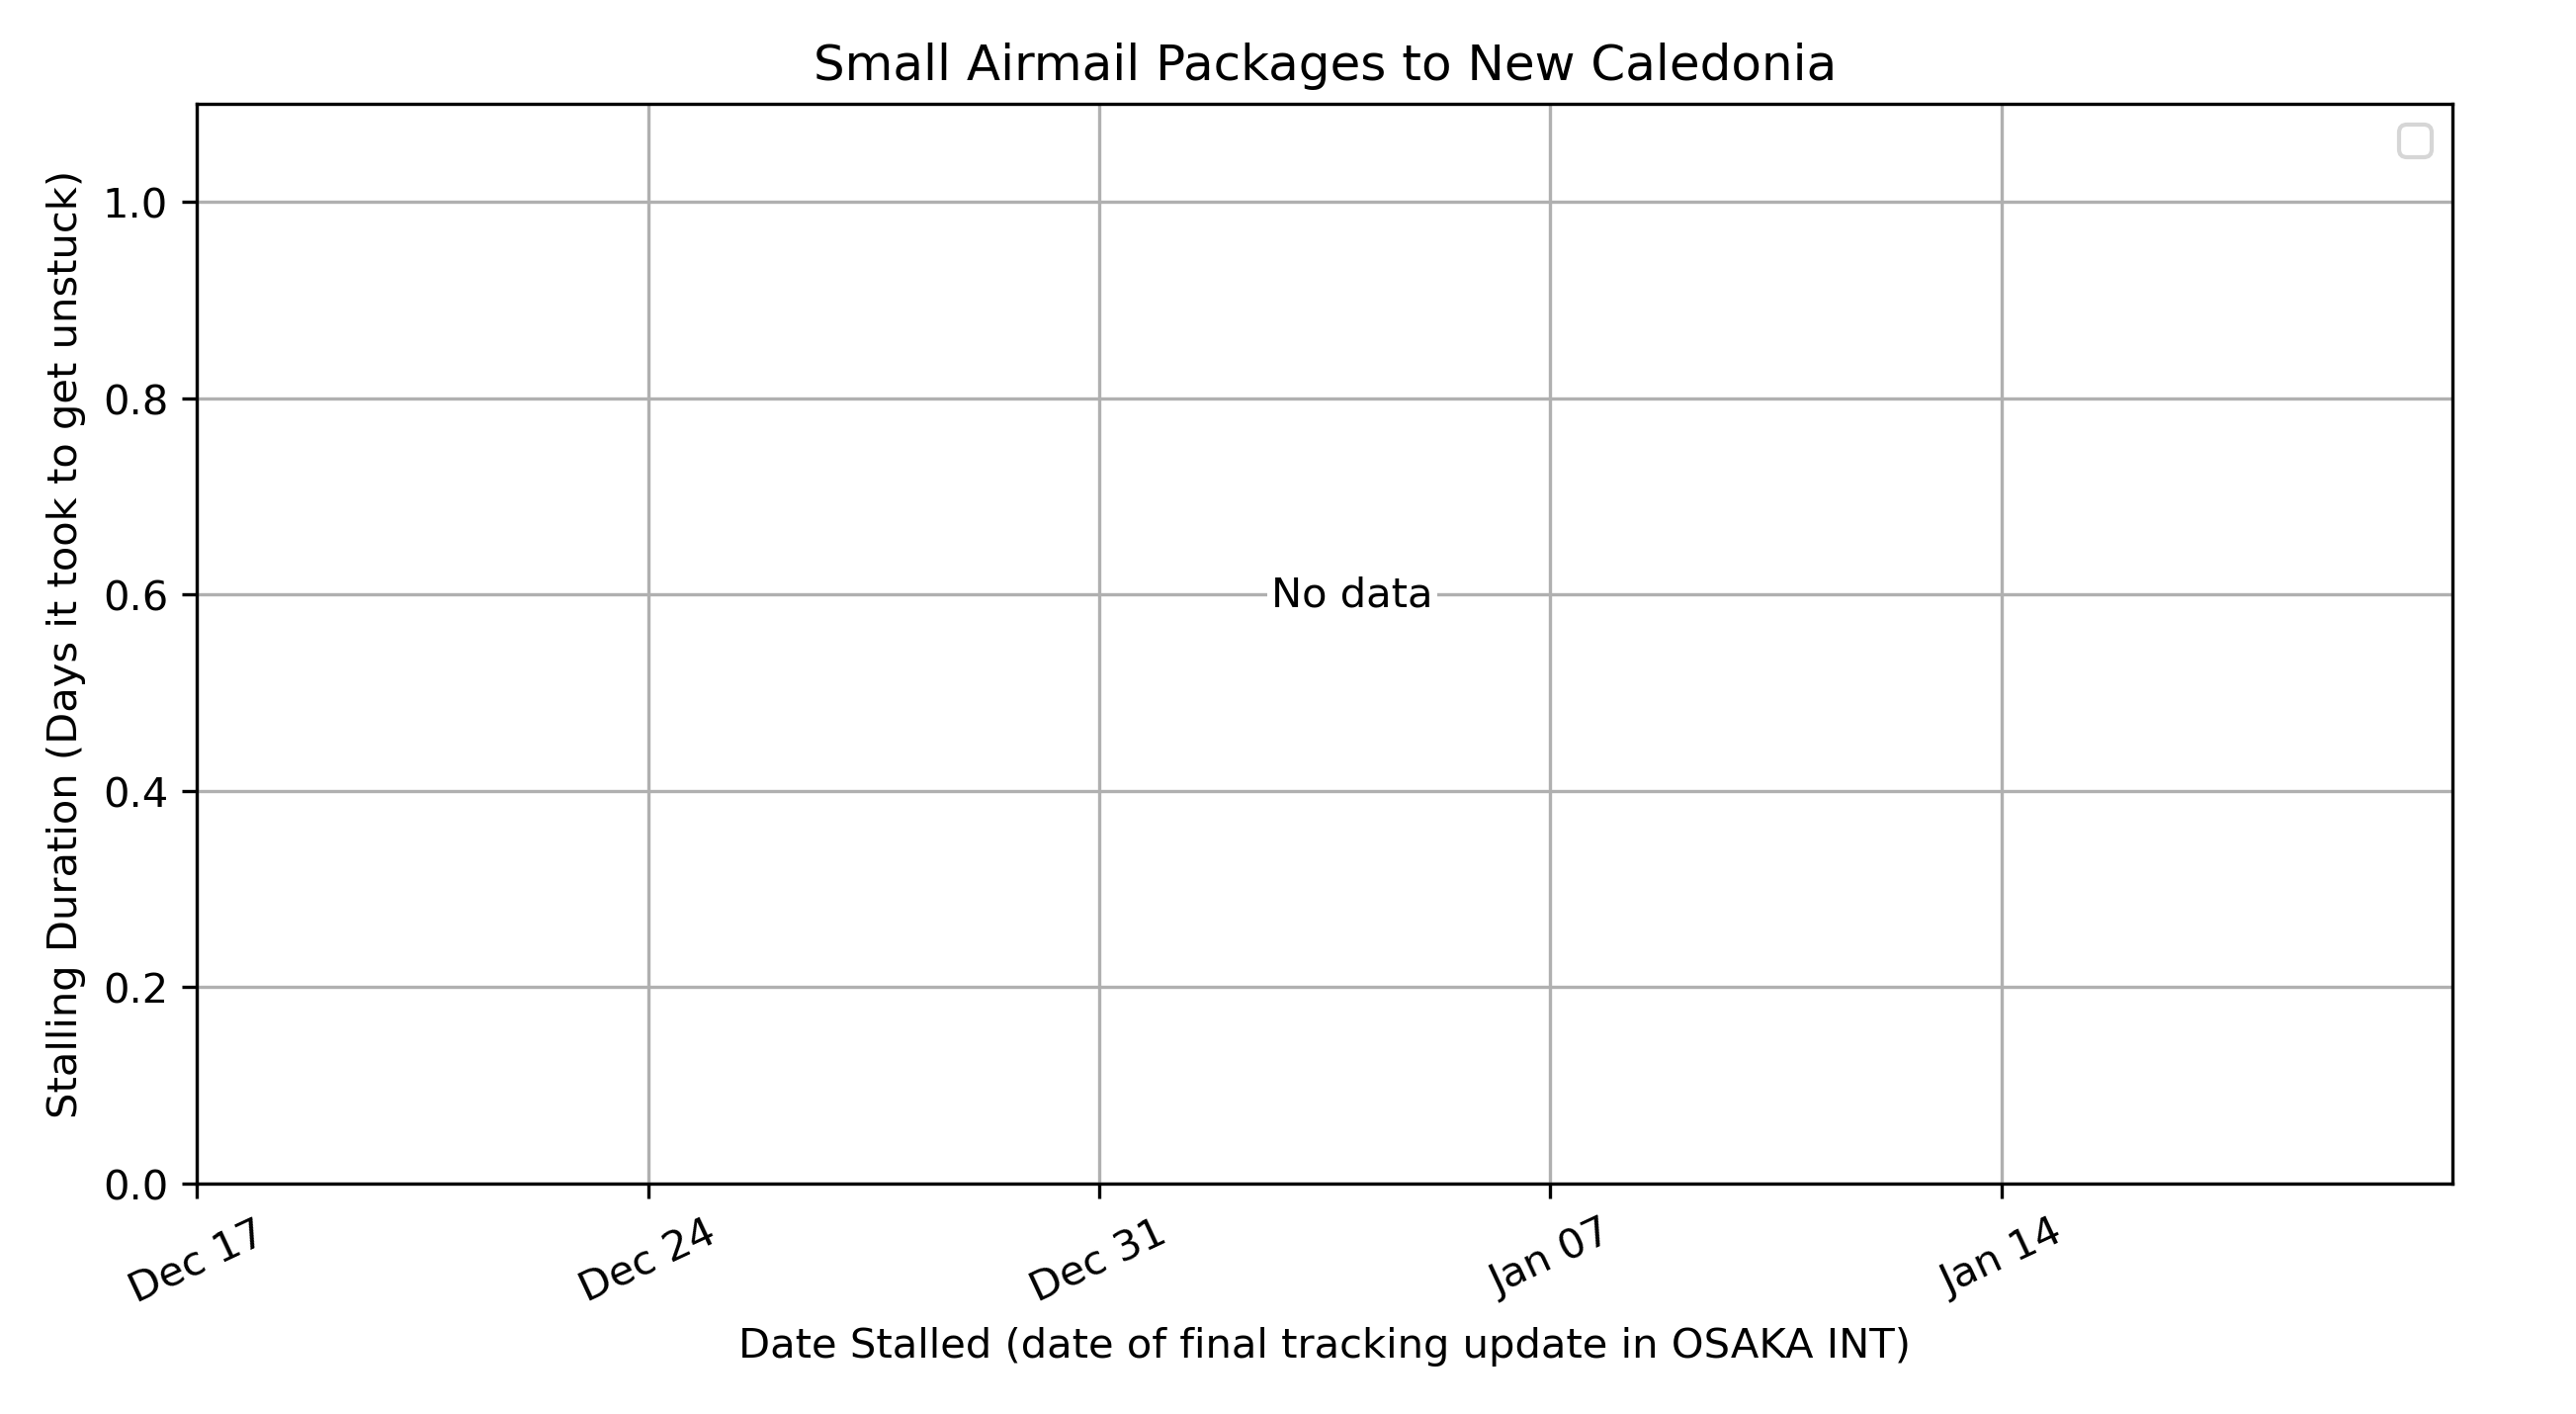 Small Airmail Packages to New Caledonia
Stalling Duration (Days it took to get unstuck)
1.0
0.8
0.6
0.4
0.2
0.0
No data
Dec 17
Dec 24
Dec 31
Jan 07
Jan 14
Date Stalled (date of final tracking update in OSAKA INT)